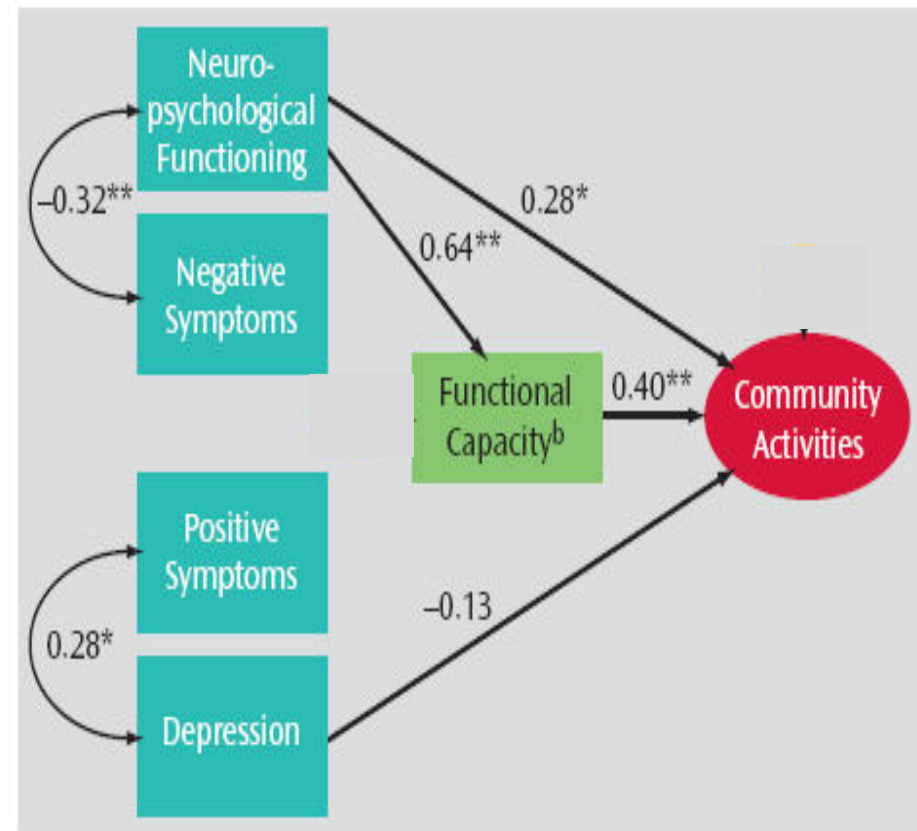 Neuro-
psychological
Functioning
–0.32**
0.28*
0.64**
Negative
Symptoms
Functional
Capacityᵇ
0.40**
Community
Activities
Positive
Symptoms
–0.13
0.28*
Depression